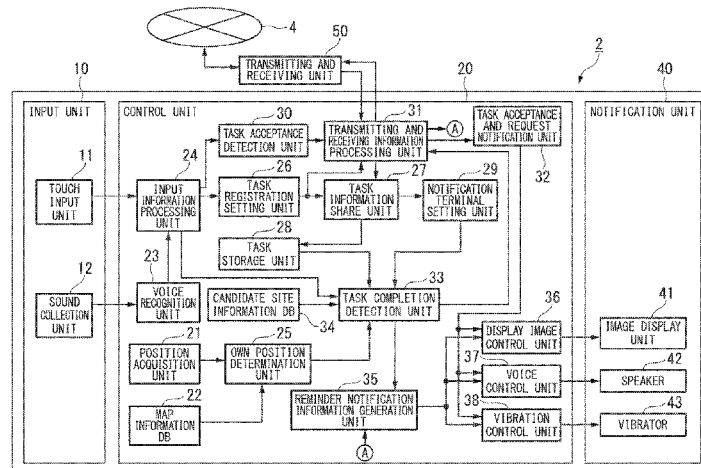 4
50
TRANSMITTING AND
RECEIVING UNIT
2
10
20
40
INPUT UNIT
CONTROL UNIT
NOTIFICATION UNIT
30
TASK ACCEPTANCE
DETECTION UNIT
31
TRANSMITTING AND
RECEIVING INFORMATION
PROCESSING UNIT
A
TASK ACCEPTANCE
AND REQUEST
NOTIFICATION UNIT
32
11
TOUCH
INPUT UNIT
24
INPUT
INFORMATION
PROCESSING
UNIT
26
TASK
REGISTRATION
SETTING UNIT
27
TASK
INFORMATION
SHARE UNIT
29
NOTIFICATION
TERMINAL SETTING
UNIT
28
TASK
STORAGE UNIT
12
SOUND
COLLECTION
UNIT
23
VOICE
RECOGNITION
UNIT
CANDIDATE SITE
INFORMATION DB
34
33
TASK COMPLETION
DETECTION UNIT
21
POSITION
ACQUISITION
UNIT
25
OWN POSITION
DETERMINATION
UNIT
22
MAP
INFORMATION
DB
35
REMINDER NOTIFICATION
INFORMATION GENERATION
UNIT
A
36
DISPLAY IMAGE
CONTROL UNIT
37
VOICE
CONTROL UNIT
38
VIBRATION
CONTROL UNIT
41
IMAGE DISPLAY
UNIT
42
SPEAKER
43
VIBRATOR